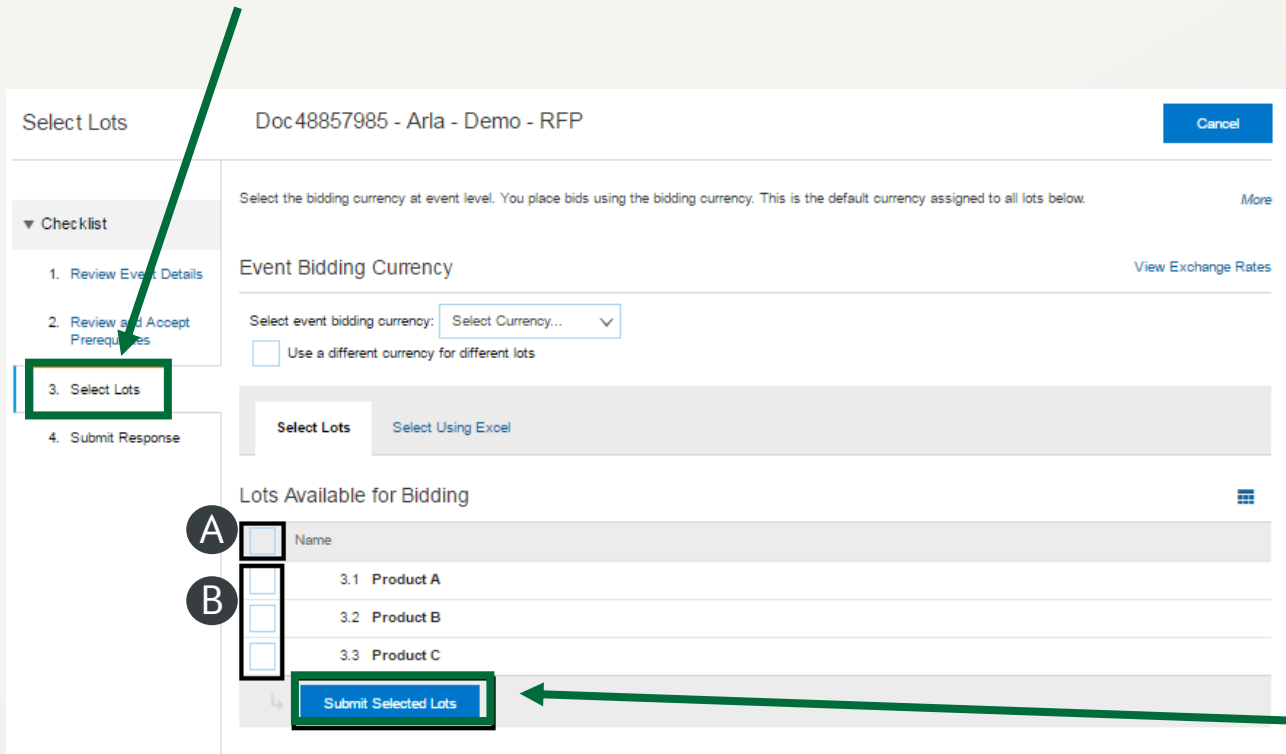 Select Lots
Doc48857985 - Arla - Demo - RFP
Cancel
Select the bidding currency at event level. You place bids using the bidding currency. This is the default currency assigned to all lots below.
More
▼ Checklist
1. Review Event Details
2. Review and Accept
Prerequisites
3. Select Lots
4. Submit Response
Event Bidding Currency
View Exchange Rates
Select event bidding currency: Select Currency...
Use a different currency for different lots
Select Lots
Select Using Excel
Lots Available for Bidding
A
Name
B
3.1 Product A
3.2 Product B
3.3 Product C
Submit Selected Lots